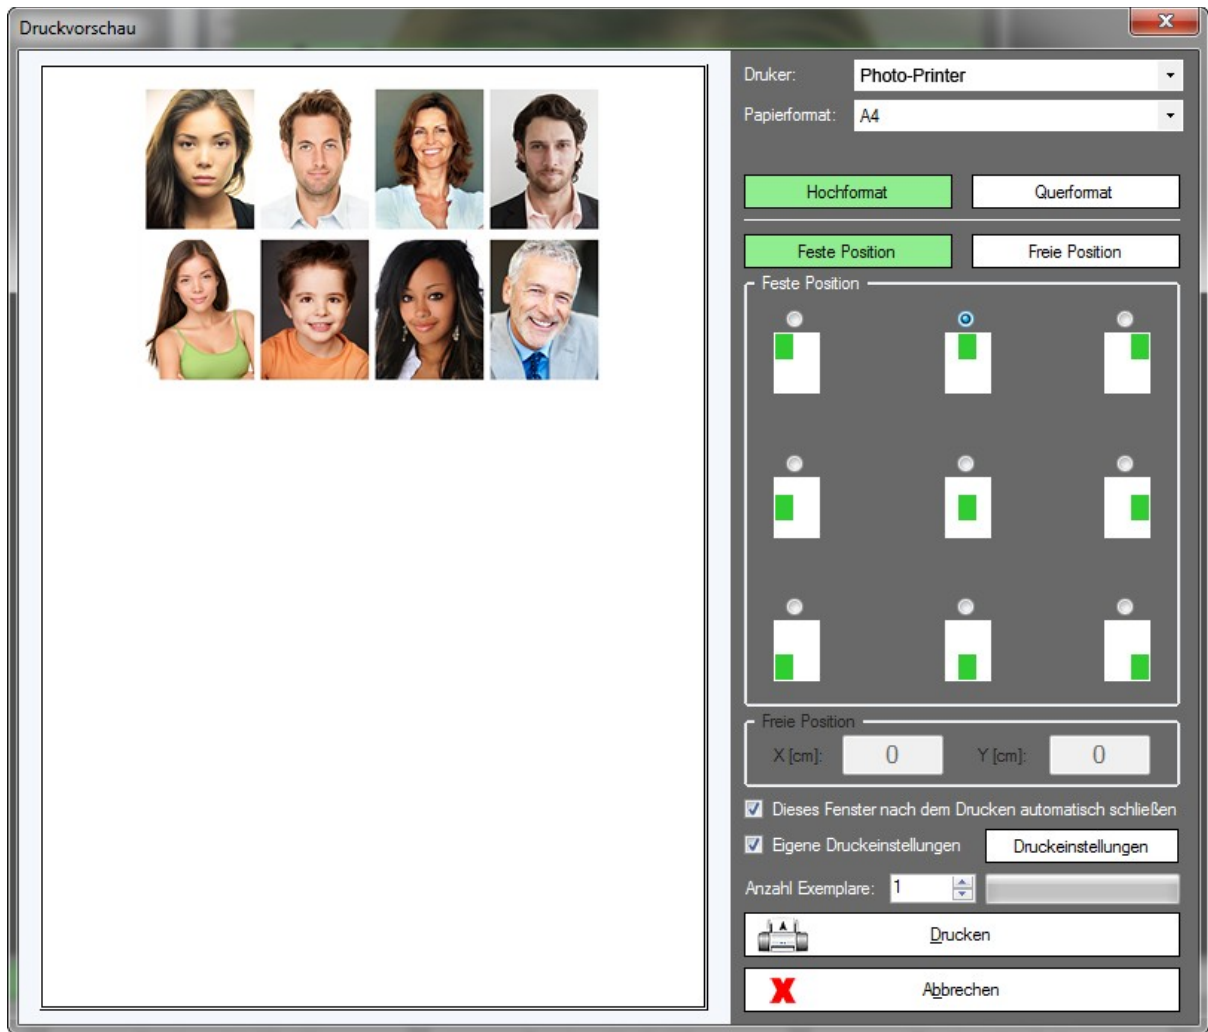 Druckvorschau
Druker: Photo-Printer
Papierformat: A4
Hochformat Querformat
Feste Position Freie Position
Feste Position
Freie Position
X [cm]: 0 Y [cm]: 0
Dieses Fenster nach dem Drucken automatisch schließen
Eigene Druckeinstellungen Druckeinstellungen
Anzahl Exemplare: 1
Drucken
Abbrechen